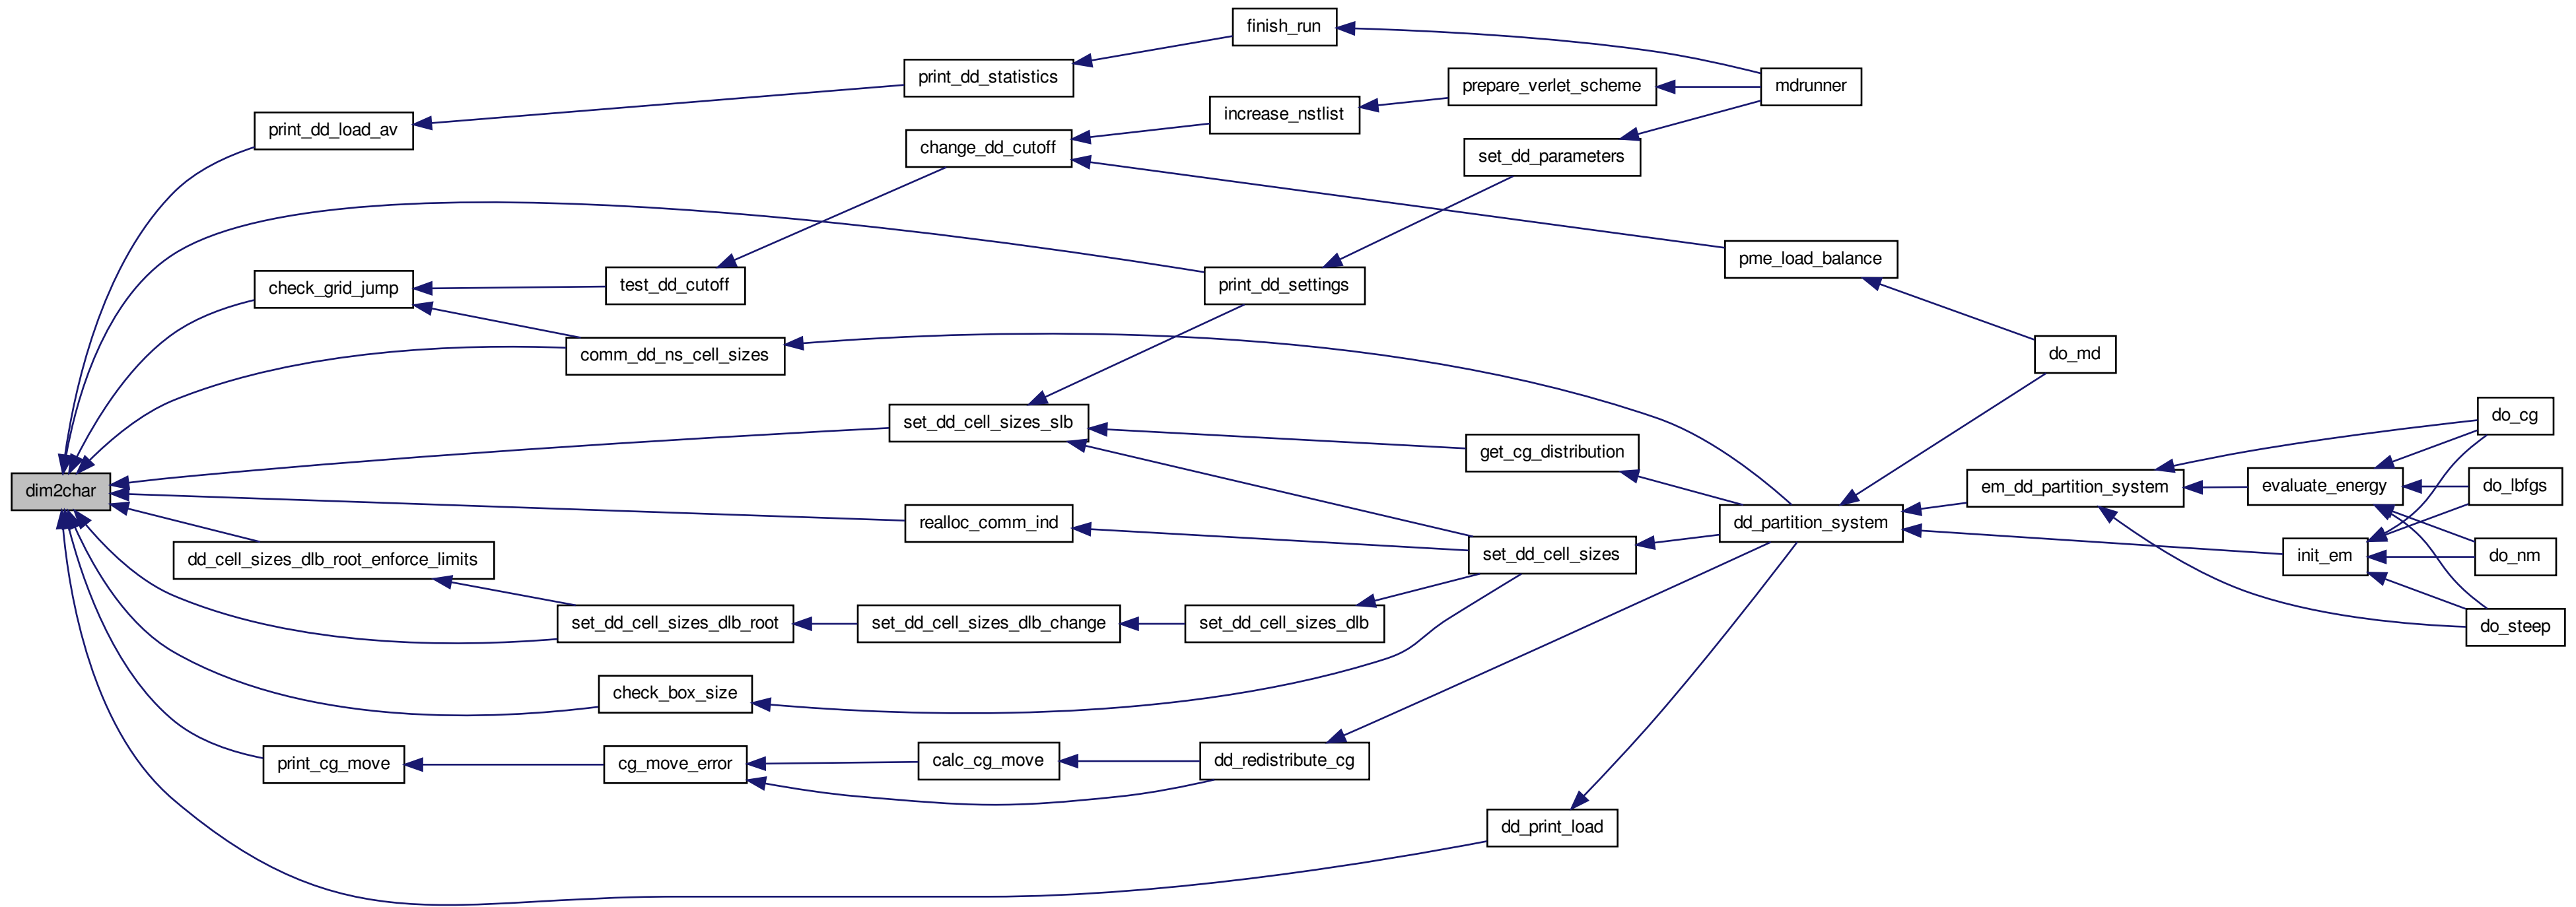 finish_run
print_dd_statistics
prepare_verlet_scheme
mdrunner
increase_nstlist
print_dd_load_av
change_dd_cutoff
set_dd_parameters
pme_load_balance
check_grid_jump
test_dd_cutoff
print_dd_settings
comm_dd_ns_cell_sizes
do_md
set_dd_cell_sizes_slb
do_cg
get_cg_distribution
dim2char
em_dd_partition_system
evaluate_energy
do_lbfgs
realloc_comm_ind
dd_partition_system
dd_cell_sizes_dlb_root_enforce_limits
set_dd_cell_sizes
init_em
do_nm
set_dd_cell_sizes_dlb_root
set_dd_cell_sizes_dlb_change
set_dd_cell_sizes_dlb
do_steep
check_box_size
print_cg_move
cg_move_error
calc_cg_move
dd_redistribute_cg
dd_print_load